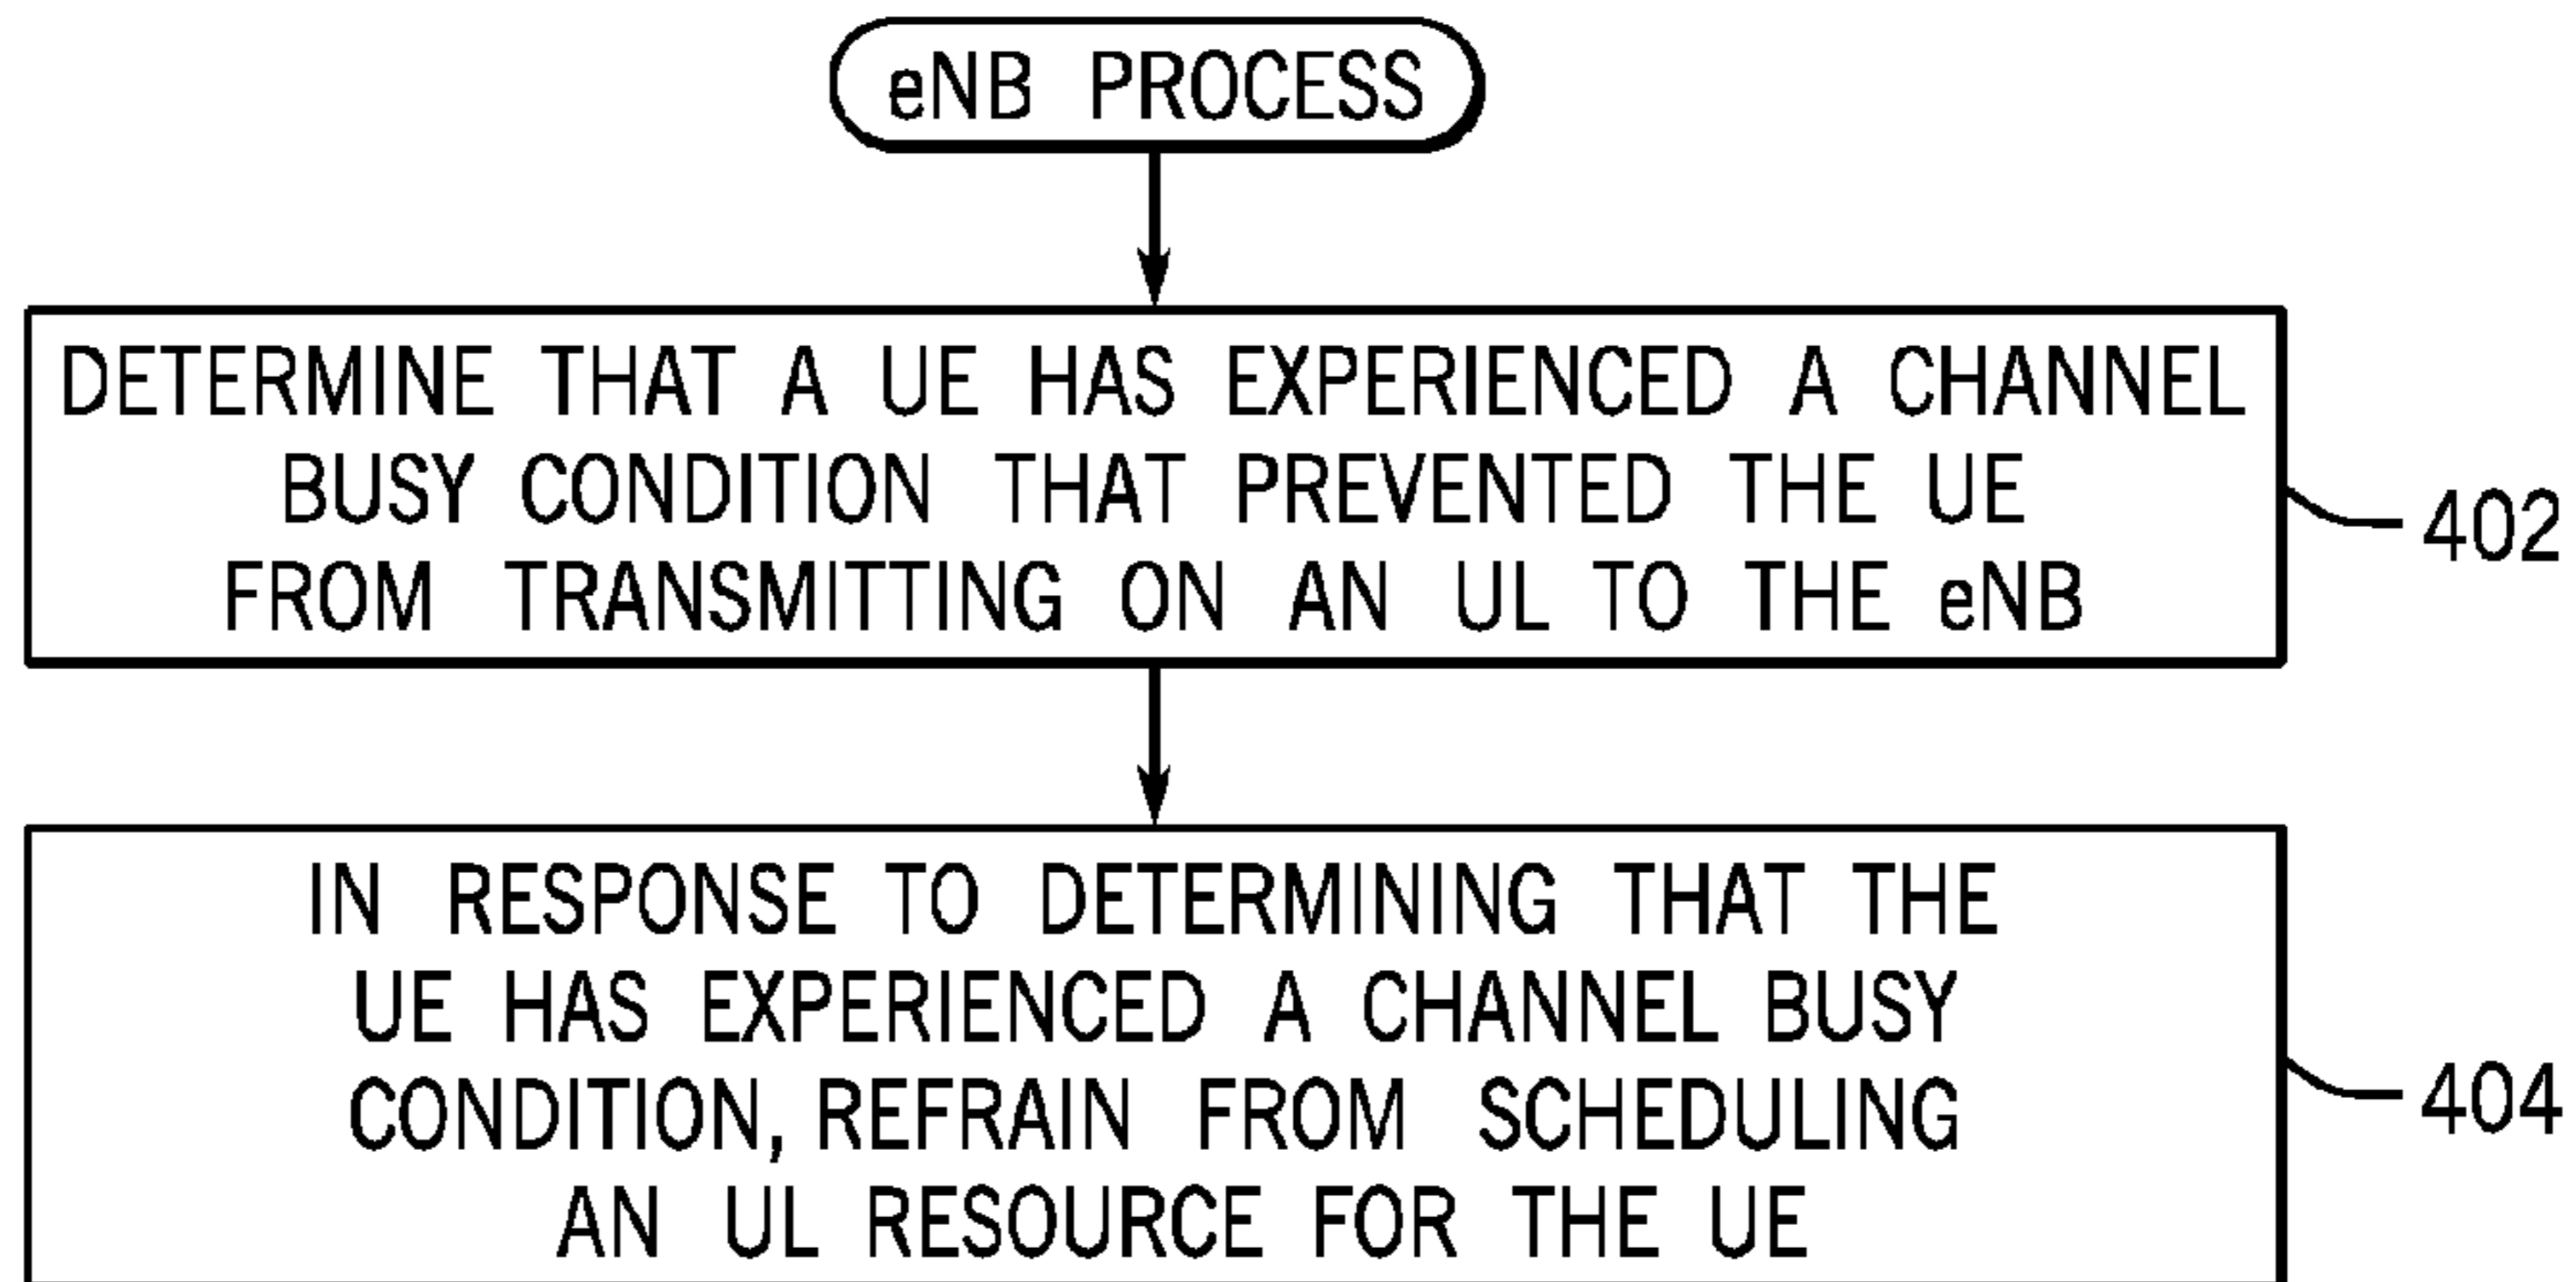 eNB PROCESS
DETERMINE THAT A UE HAS EXPERIENCED A CHANNEL
BUSY CONDITION THAT PREVENTED THE UE
FROM TRANSMITTING ON AN UL TO THE eNB
402
IN RESPONSE TO DETERMINING THAT THE
UE HAS EXPERIENCED A CHANNEL BUSY
CONDITION, REFRAIN FROM SCHEDULING
AN UL RESOURCE FOR THE UE
404